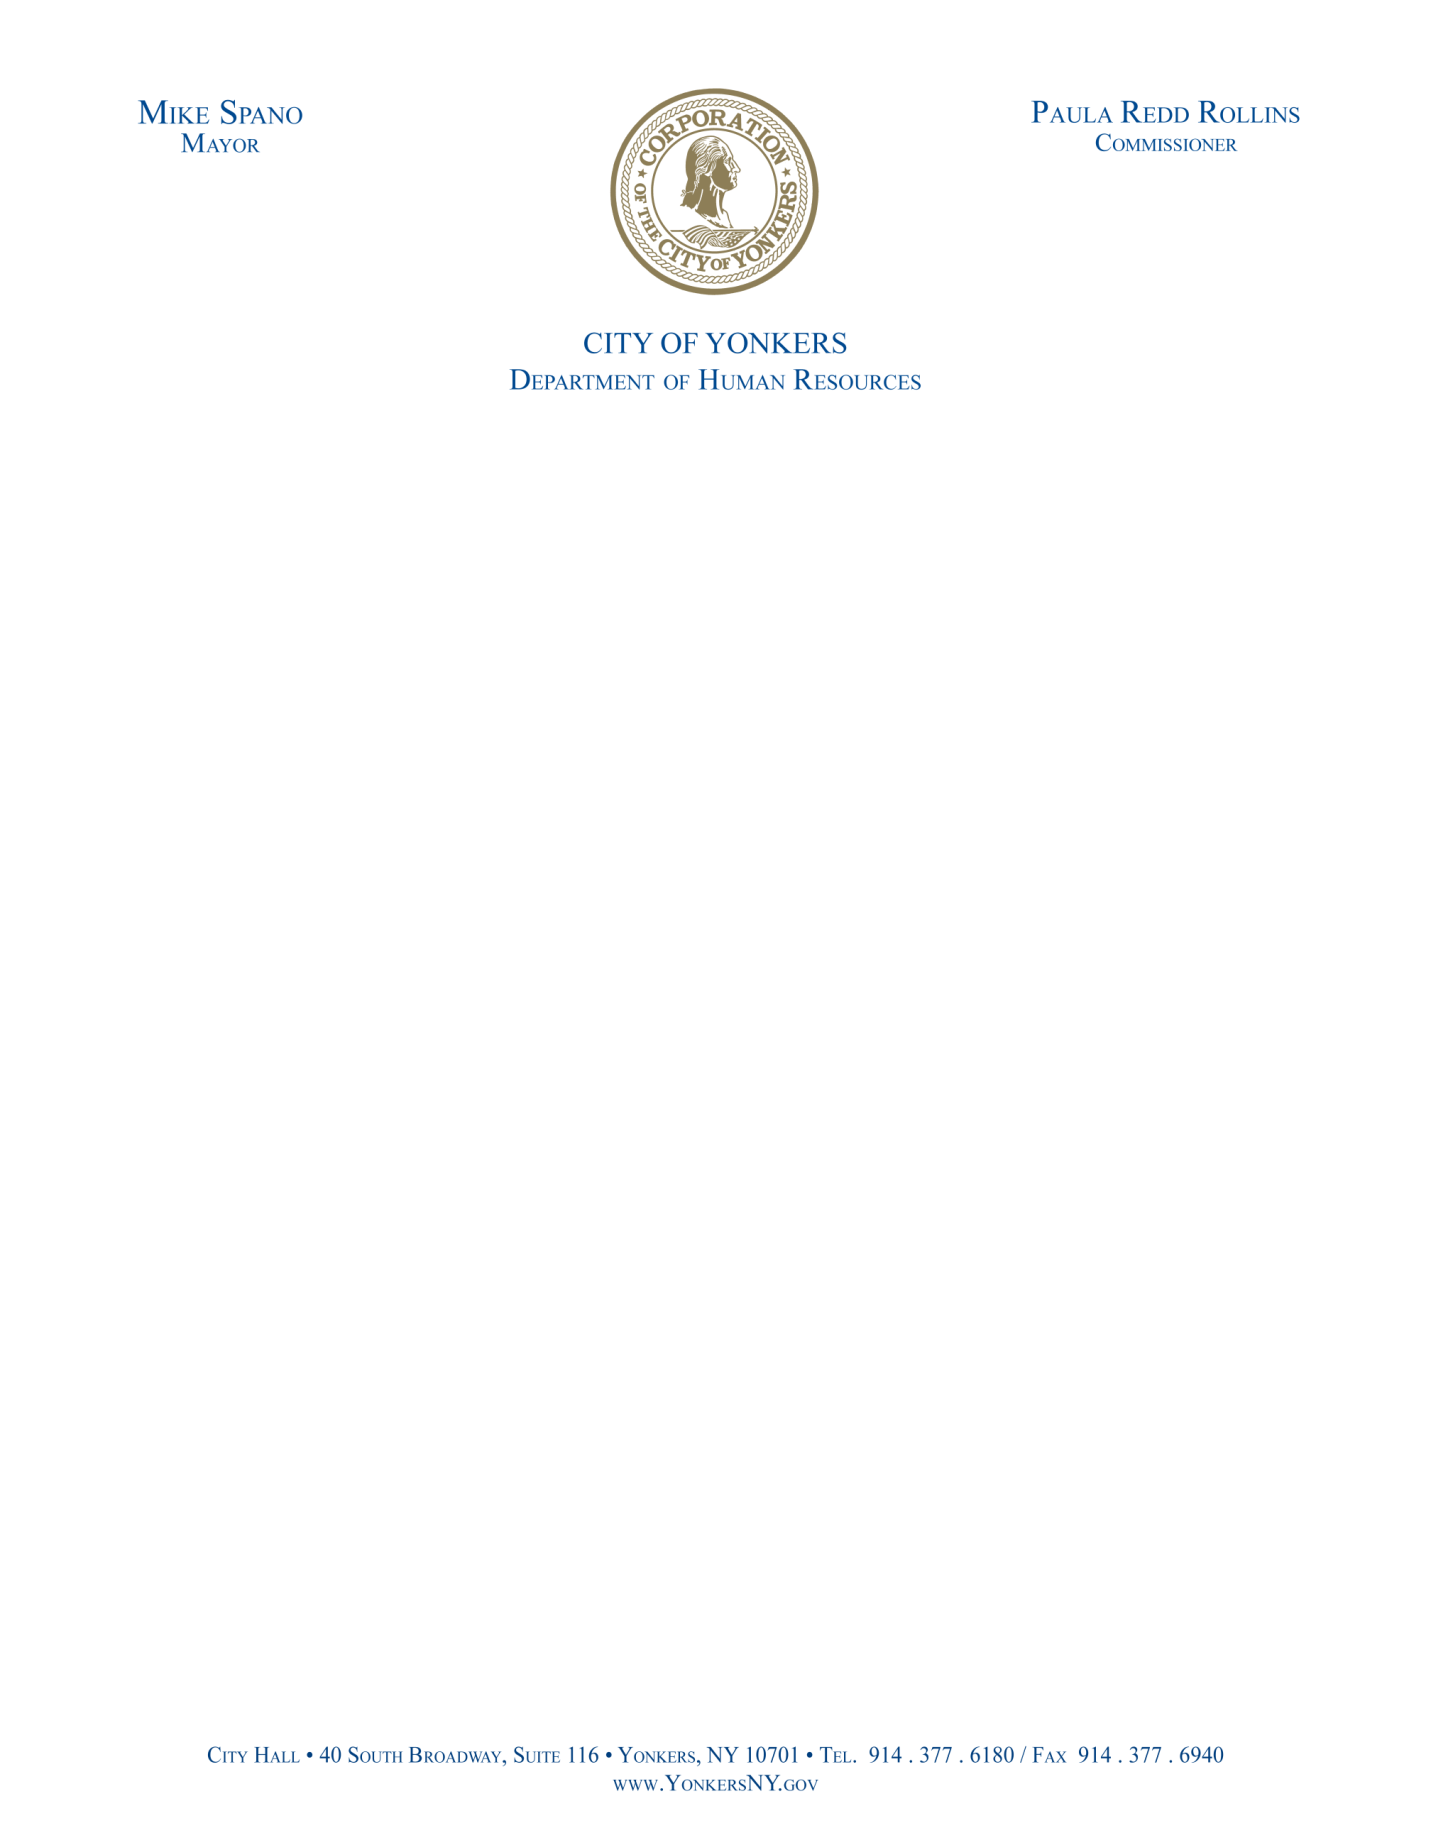 Mike Spano
Mayor
CORPORATION
OF THE CITY OF YONKERS
Paula Redd Rollins
Commissioner
CITY OF YONKERS
Department of Human Resources
City Hall • 40 South Broadway, Suite 116 • Yonkers, NY 10701 • Tel. 914 . 377 . 6180 / Fax 914 . 377 . 6940
www.YonkersNY.gov